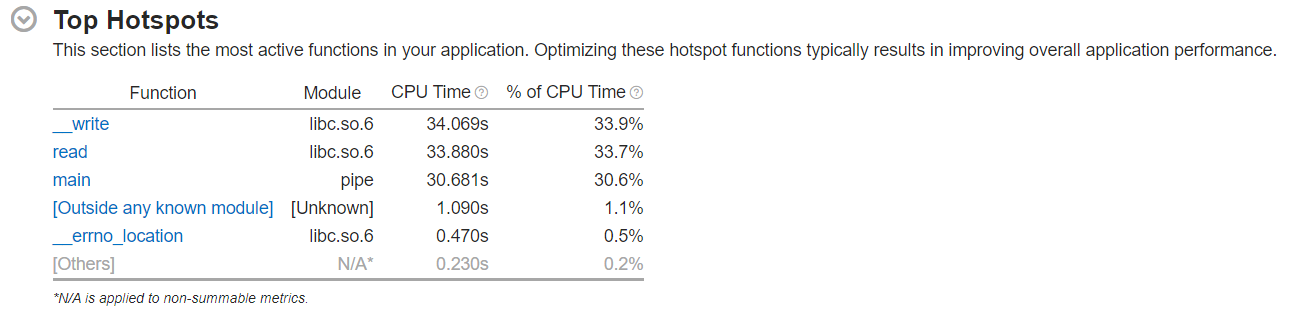 Top Hotspots
This section lists the most active functions in your application. Optimizing these hotspot functions typically results in improving overall application performance.
Function Module CPU Time % of CPU Time
__write libc.so.6 34.069s 33.9%
read libc.so.6 33.880s 33.7%
main pipe 30.681s 30.6%
[Outside any known module] [Unknown] 1.090s 1.1%
__errno_location libc.so.6 0.470s 0.5%
[Others] N/A* 0.230s 0.2%
*N/A is applied to non-summable metrics.